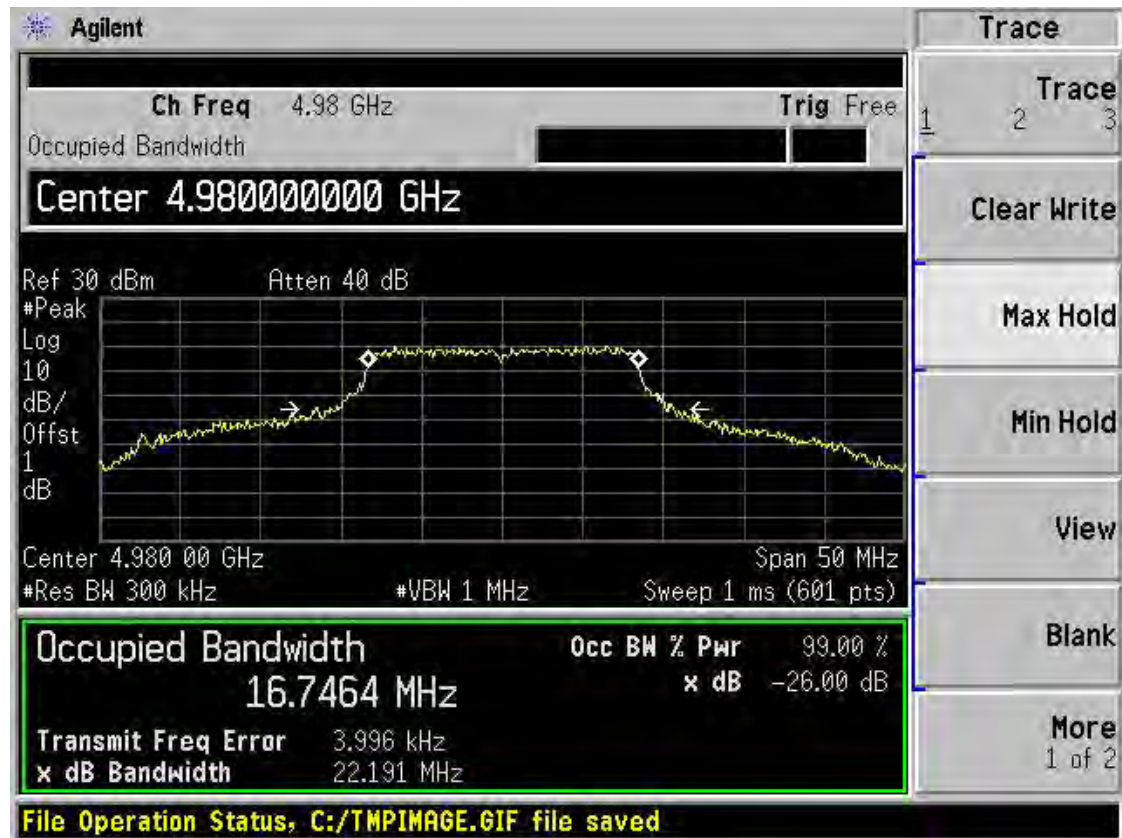 Agilent
Ch Freq 4.98 GHz Trig Free
Occupied Bandwidth
Center 4.980000000 GHz
Ref 30 dBm Atten 40 dB
#Peak
Log
10
dB/
Offst
1
dB
Center 4.980 00 GHz Span 50 MHz
#Res BW 300 kHz #VBW 1 MHz Sweep 1 ms (601 pts)
Occupied Bandwidth
16.7464 MHz
Occ BW % Pwr 99.00 %
x dB -26.00 dB
Transmit Freq Error 3.996 kHz
x dB Bandwidth 22.191 MHz
File Operation Status, C:/TMPIMAGE.GIF file saved
Trace
Trace
1 2 3
Clear Write
Max Hold
Min Hold
View
Blank
More
1 of 2